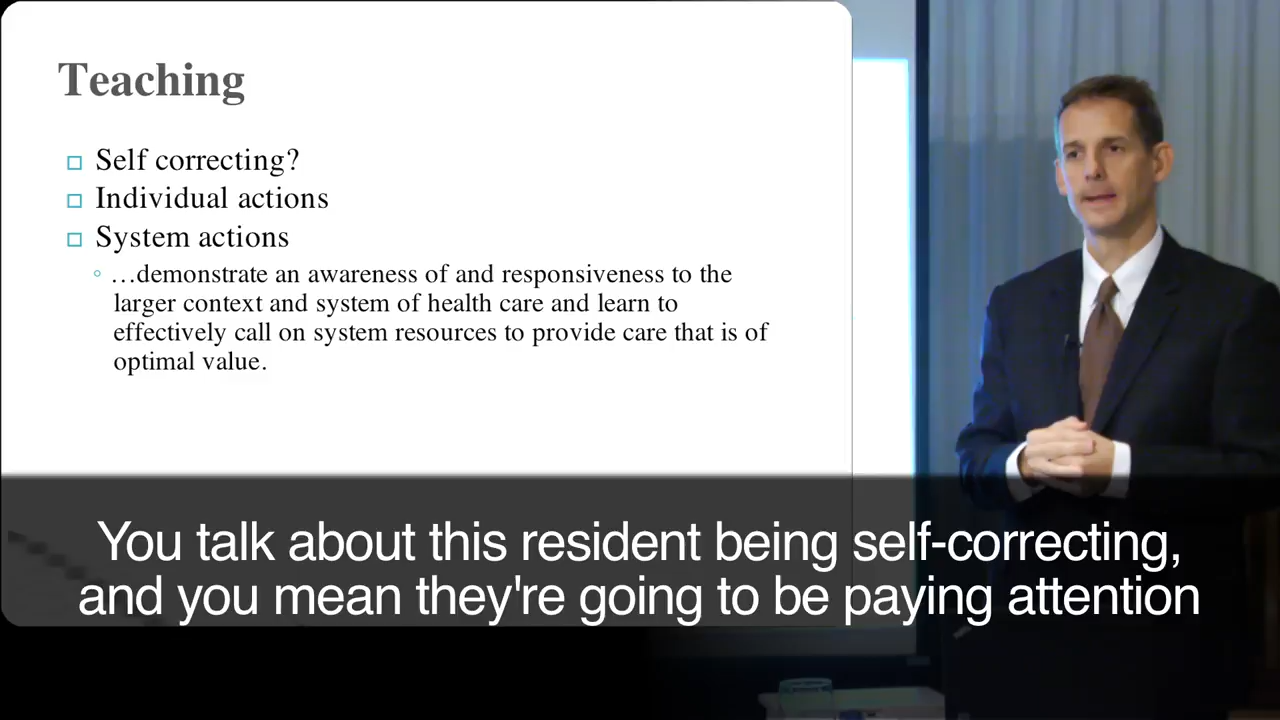 Teaching
Self correcting?
Individual actions
System actions
…demonstrate an awareness of and responsiveness to the
larger context and system of health care and learn to
effectively call on system resources to provide care that is of
optimal value.
You talk about this resident being self-correcting,
and you mean they're going to be paying attention